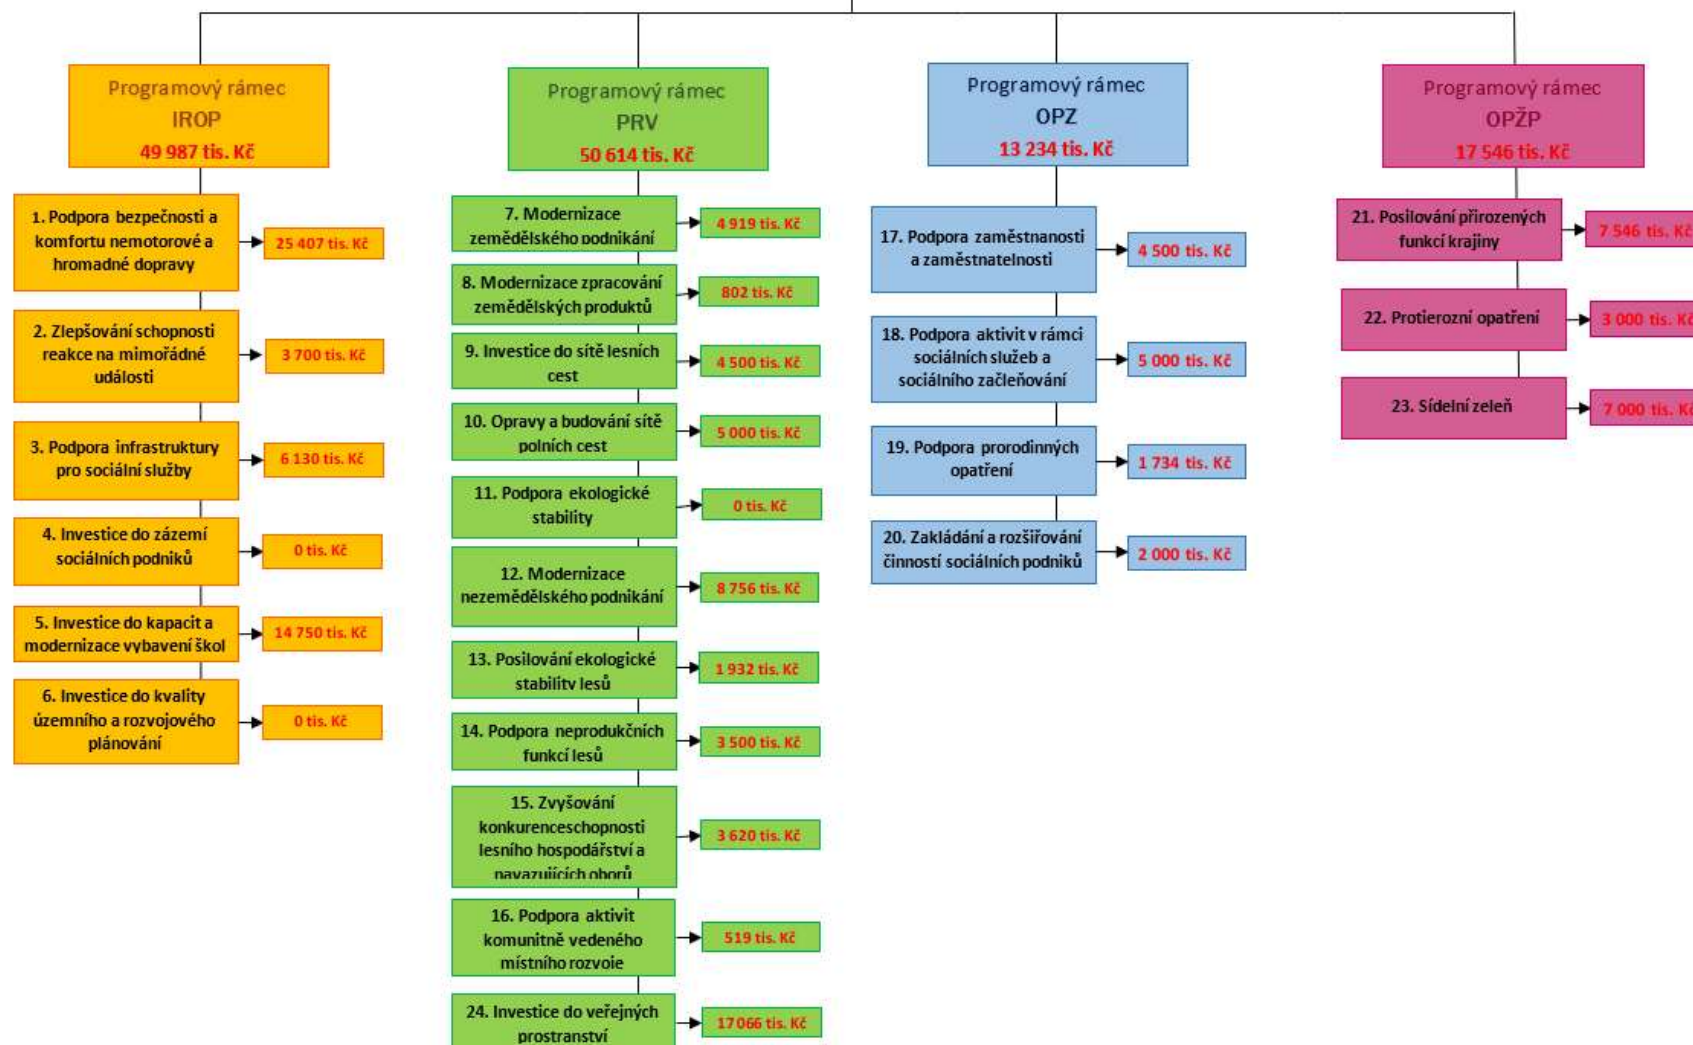 Programový rámec
IROP
49 987 tis. Kč
1. Podpora bezpečnosti a
komfortu nemotorové a
hromadné dopravy
25 407 tis. Kč
2. Zlepšování schopnosti
reakce na mimořádné
události
3 700 tis. Kč
3. Podpora infrastruktury
pro sociální služby
6 130 tis. Kč
4. Investice do zázemí
sociálních podniků
0 tis. Kč
5. Investice do kapacit a
modernizace vybavení škol
14 750 tis. Kč
6. Investice do kvality
územního a rozvojového
plánování
0 tis. Kč
Programový rámec
PRV
50 614 tis. Kč
7. Modernizace
zemědělského podnikání
4 919 tis. Kč
8. Modernizace zpracování
zemědělských produktů
802 tis. Kč
9. Investice do sítě lesních
cest
4 500 tis. Kč
10. Opravy a budování sítě
polních cest
5 000 tis. Kč
11. Podpora ekologické
stability
0 tis. Kč
12. Modernizace
nezemědělského podnikání
8 756 tis. Kč
13. Posilování ekologické
stability lesů
1 932 tis. Kč
14. Podpora neprodukčních
funkcí lesů
3 500 tis. Kč
15. Zvyšování
konkurenceschopnosti
lesního hospodářství a
navazujících oborů
3 620 tis. Kč
16. Podpora aktivit
komunitně vedeného
místního rozvoje
519 tis. Kč
24. Investice do veřejných
prostranství
17 066 tis. Kč
Programový rámec
OPZ
13 234 tis. Kč
17. Podpora zaměstnanosti
a zaměstnatelnosti
4 500 tis. Kč
18. Podpora aktivit v rámci
sociálních služeb a
sociálního začleňování
5 000 tis. Kč
19. Podpora prorodinných
opatření
1 734 tis. Kč
20. Zakládání a rozšiřování
činností sociálních podniků
2 000 tis. Kč
Programový rámec
OPŽP
17 546 tis. Kč
21. Posilování přirozených
funkcí krajiny
7 546 tis. Kč
22. Protierozní opatření
3 000 tis. Kč
23. Sídelní zeleň
7 000 tis. Kč